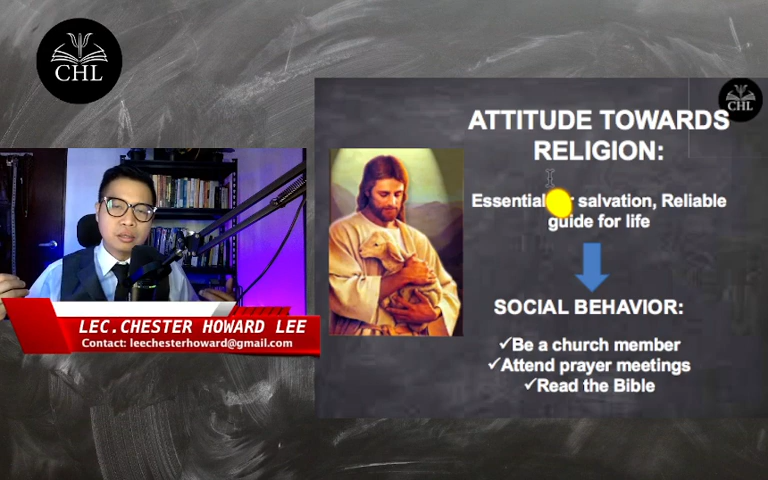 CHL
CHL
ATTITUDE TOWARDS
RELIGION:
Essential salvation, Reliable
guide for life
SOCIAL BEHAVIOR:
✓Be a church member
✓Attend prayer meetings
✓Read the Bible
LEC.CHESTER HOWARD LEE
Contact: leechesterhoward@gmail.com